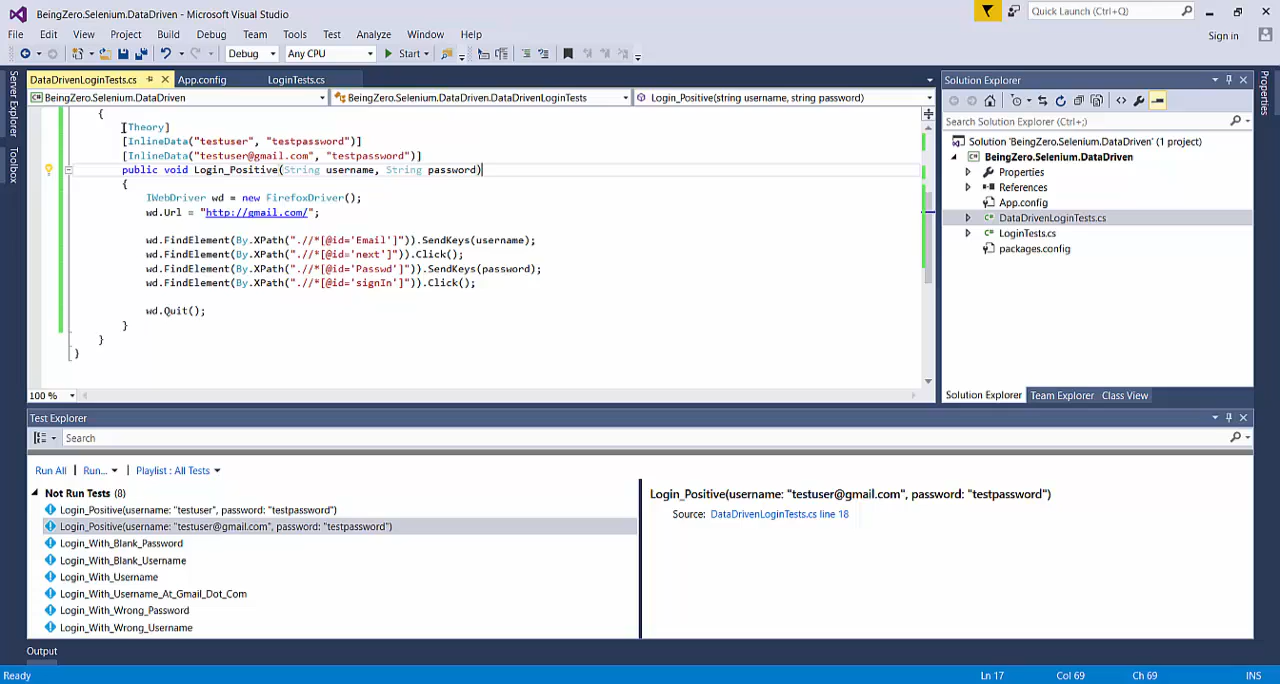 BeingZero.Selenium.DataDriven - Microsoft Visual Studio
Quick Launch (Ctrl+Q)
File Edit View Project Build Debug Team Tools Test Analyze Window Help
Sign in
Debug Any CPU Start
Server Explorer
Toolbox
DataDrivenLoginTests.cs App.config LoginTests.cs
BeingZero.Selenium.DataDriven BeingZero.Selenium.DataDriven.DataDrivenLoginTests Login_Positive(string username, string password)
{
[Theory]
[InlineData("testuser", "testpassword")]
[InlineData("testuser@gmail.com", "testpassword")]
public void Login_Positive(String username, String password)
{
IWebDriver wd = new FirefoxDriver();
wd.Url = "http://gmail.com/";
wd.FindElement(By.XPath(".//*[@id='Email']")).SendKeys(username);
wd.FindElement(By.XPath(".//*[@id='next']")).Click();
wd.FindElement(By.XPath(".//*[@id='Passwd']")).SendKeys(password);
wd.FindElement(By.XPath(".//*[@id='signIn']")).Click();
wd.Quit();
}
}
}
100 %
Solution Explorer
Search Solution Explorer (Ctrl+;)
Solution 'BeingZero.Selenium.DataDriven' (1 project)
BeingZero.Selenium.DataDriven
Properties
References
App.config
DataDrivenLoginTests.cs
LoginTests.cs
packages.config
Solution Explorer Team Explorer Class View
Properties
Test Explorer
Search
Run All | Run... | Playlist : All Tests
Not Run Tests (8)
Login_Positive(username: "testuser", password: "testpassword")
Login_Positive(username: "testuser@gmail.com", password: "testpassword")
Login_With_Blank_Password
Login_With_Blank_Username
Login_With_Username
Login_With_Username_At_Gmail_Dot_Com
Login_With_Wrong_Password
Login_With_Wrong_Username
Login_Positive(username: "testuser@gmail.com", password: "testpassword")
Source: DataDrivenLoginTests.cs line 18
Output
Ready Ln 17 Col 69 Ch 69 INS